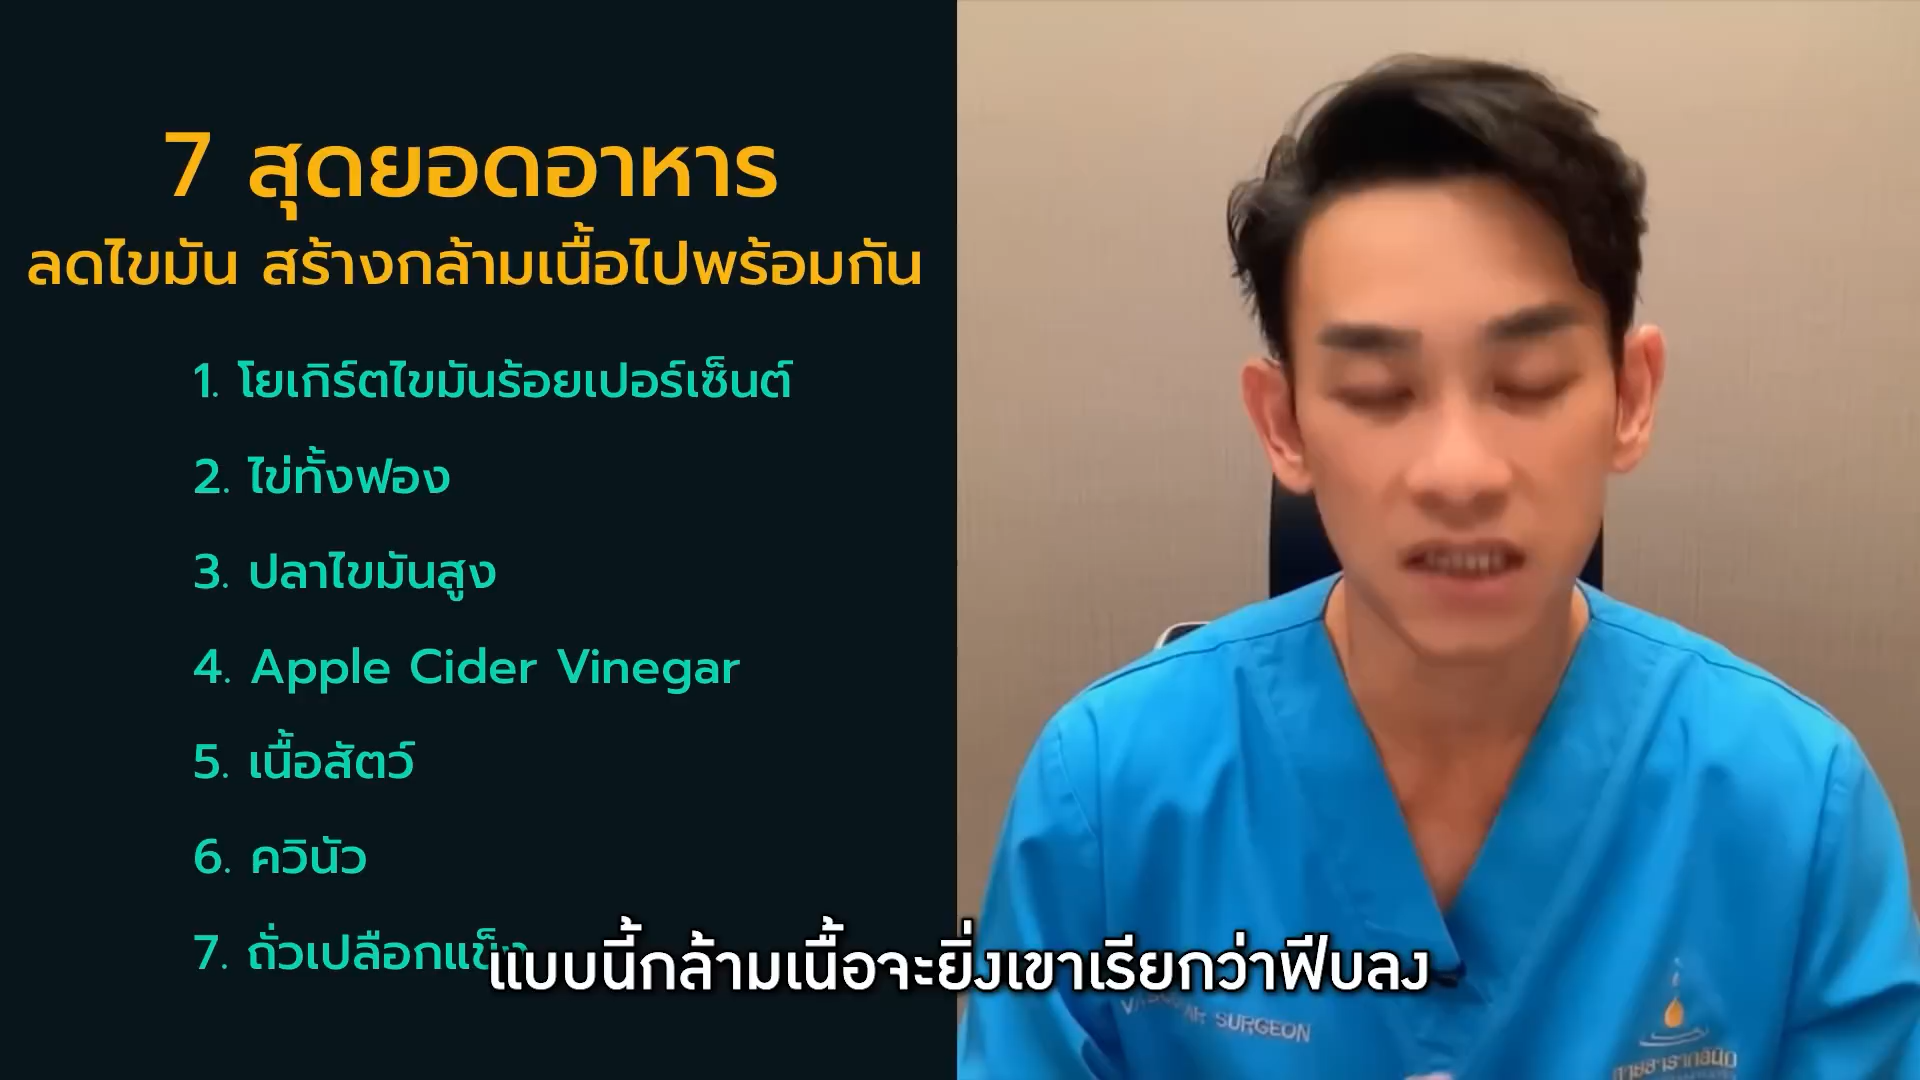 7 สุดยอดอาหาร
ลดไขมัน สร้างกล้ามเนื้อไปพร้อมกัน
1. โยเกิร์ตไขมันร้อยเปอร์เซ็นต์
2. ไข่ทั้งฟอง
3. ปลาไขมันสูง
4. Apple Cider Vinegar
5. เนื้อสัตว์
6. ควินัว
7. ถั่วเปลือกแข็ง
แบบนี้กล้ามเนื้อจะยิ่งเขาเรียกว่าฟีบลง
SURGEON